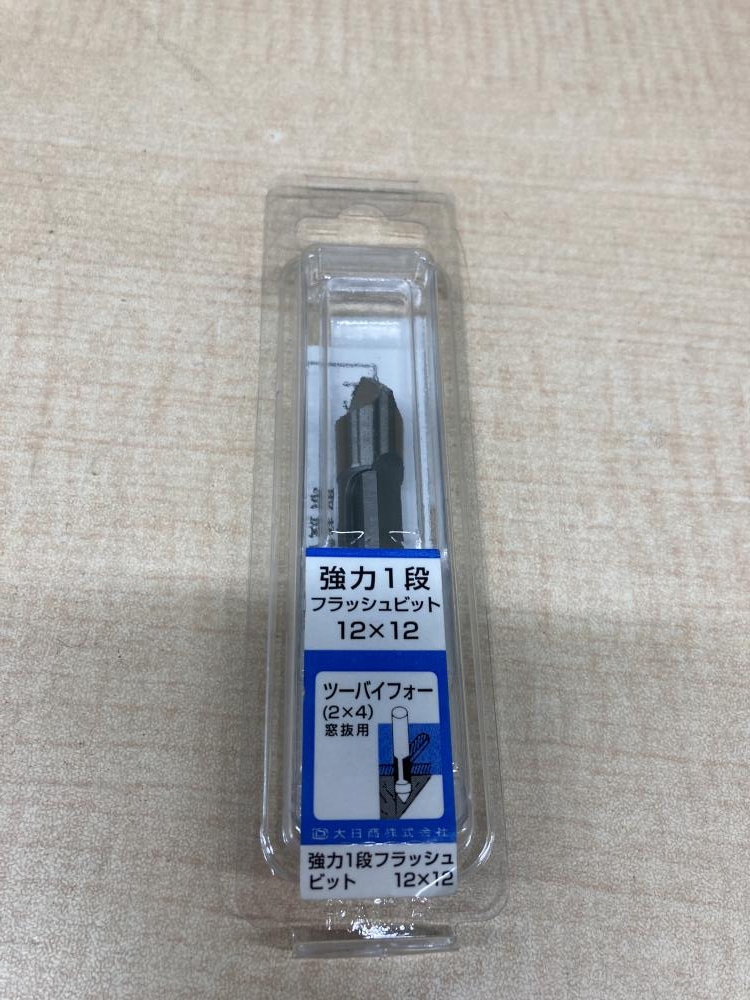 強力1段
フラッシュビット
12×12
ツーバイフォー
(2×4)
窓抜用
大日商株式会社
強力1段フラッシュ
ビット 12×12